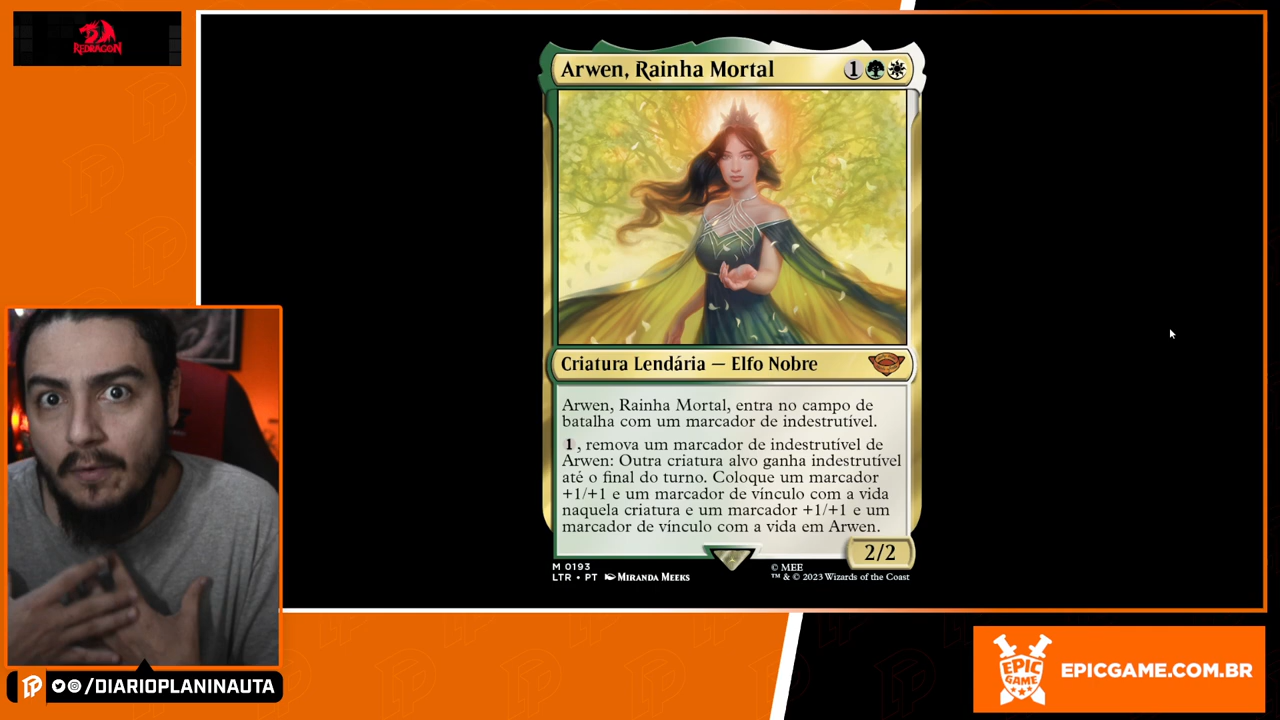 REDRAGON
Arwen, Rainha Mortal
1
Criatura Lendária — Elfo Nobre
Arwen, Rainha Mortal, entra no campo de
batalha com um marcador de indestrutível.
1, remova um marcador de indestrutível de
Arwen: Outra criatura alvo ganha indestrutível
até o final do turno. Coloque um marcador
+1/+1 e um marcador de vínculo com a vida
naquela criatura e um marcador +1/+1 e um
marcador de vínculo com a vida em Arwen.
2/2
M 0193
LTR • PT Miranda Meeks
© MEE
™ & © 2023 Wizards of the Coast
/DIARIOPLANINAUTA
EPIC
GAME
EPICGAME.COM.BR